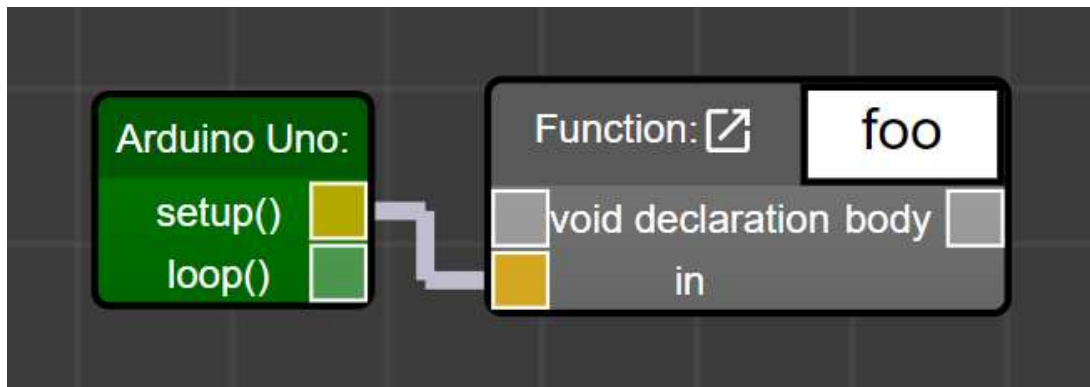 Arduino Uno:
setup()
loop()
Function:
foo
void declaration body
in